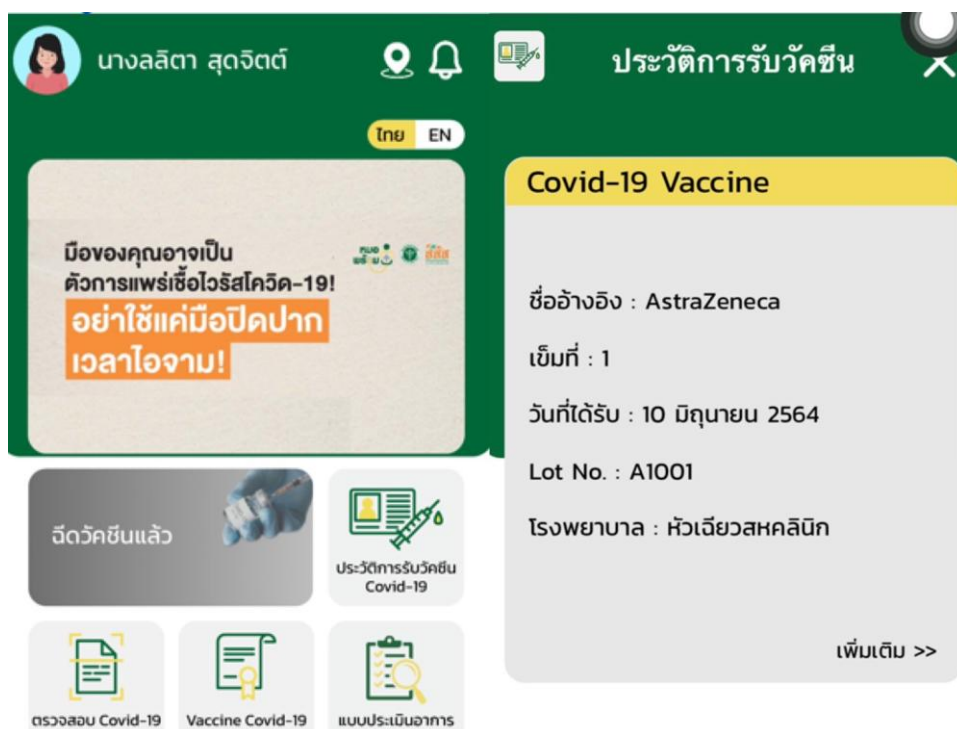 นางลลิตา สุดจิตต์
ไทย EN
มือของคุณอาจเป็น
ตัวการแพร่เชื้อไวรัสโควิด-19!
อย่าใช้แค่มือปิดปาก
เวลาไอจาม!
หมอ
พร้อม
สสส
ฉีดวัคซีนแล้ว
ประวัติการรับวัคซีน
Covid-19
ตรวจสอบ Covid-19
Vaccine Covid-19
แบบประเมินอาการ
ประวัติการรับวัคซีน
Covid-19 Vaccine
ชื่ออ้างอิง : AstraZeneca
เข็มที่ : 1
วันที่ได้รับ : 10 มิถุนายน 2564
Lot No. : A1001
โรงพยาบาล : หัวเฉียวสหคลินิก
เพิ่มเติม >>